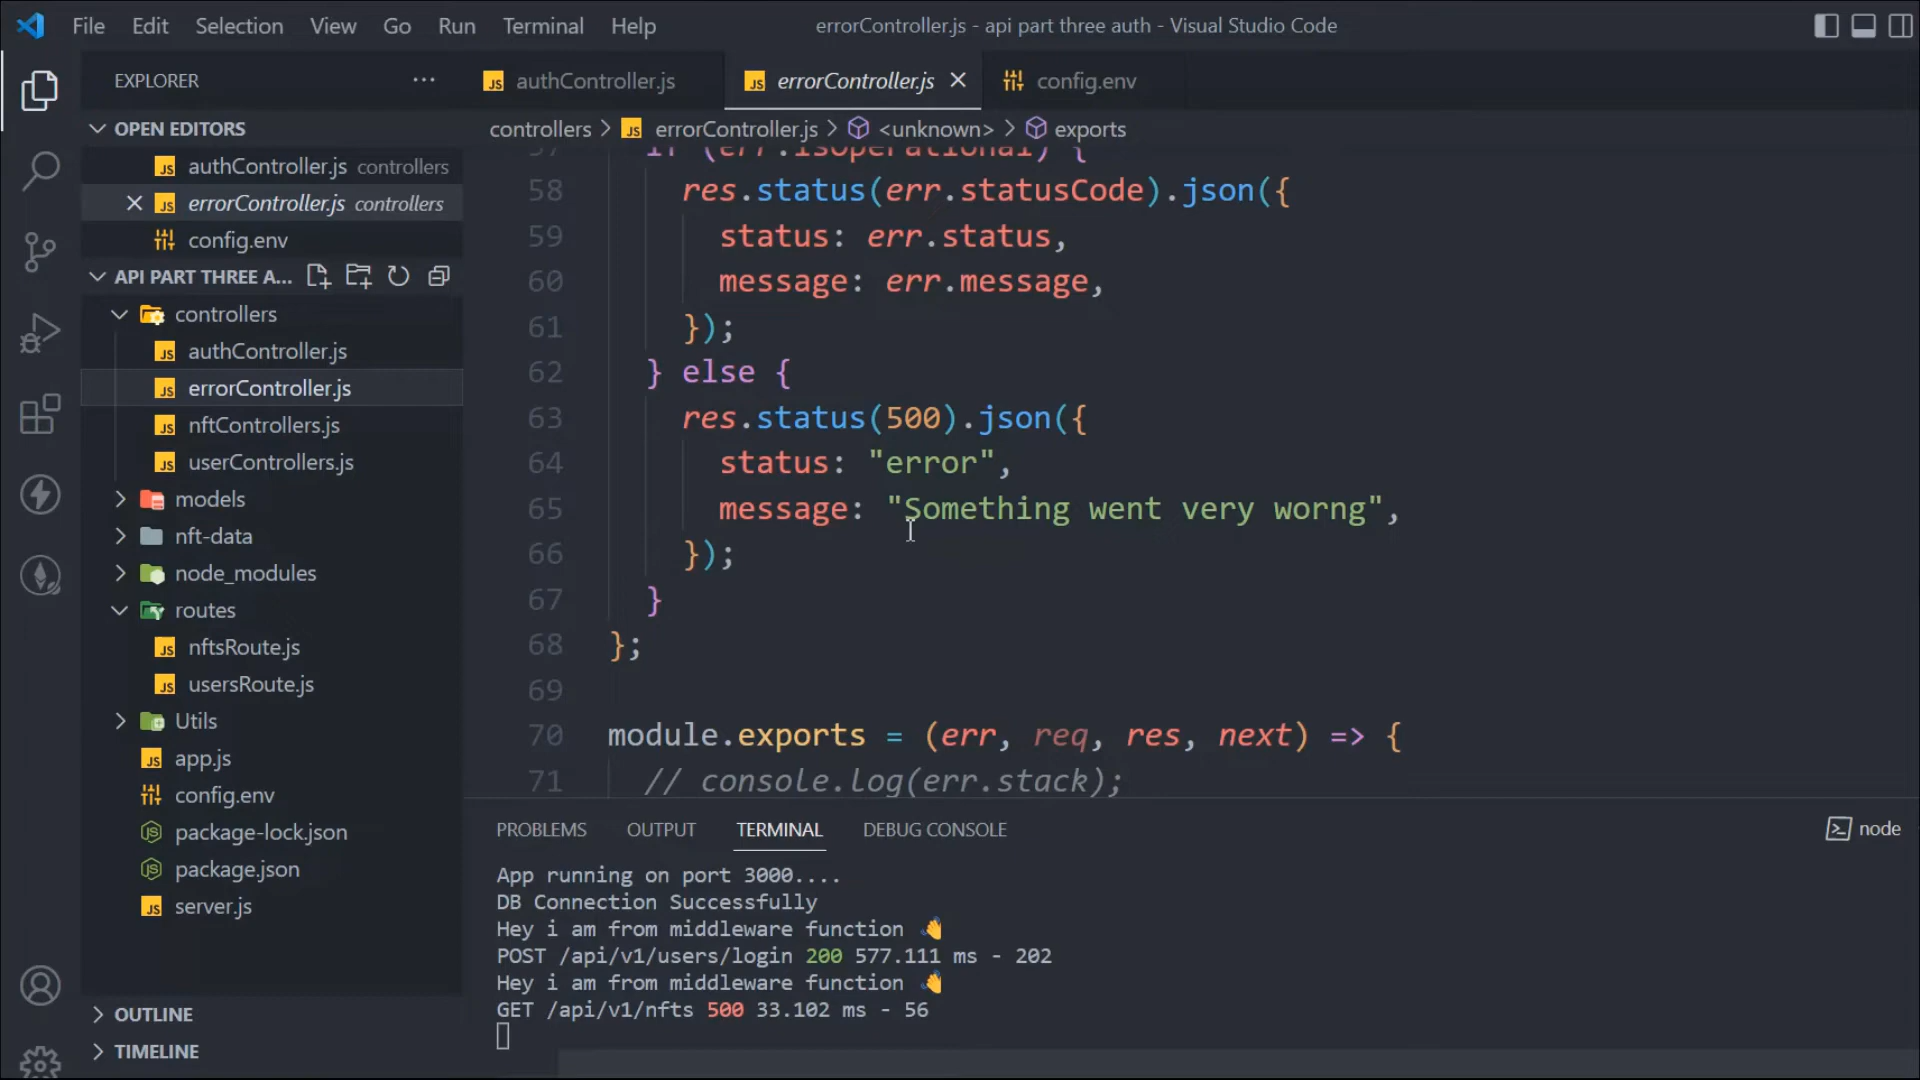 File Edit Selection View Go Run Terminal Help
errorController.js - api part three auth - Visual Studio Code
EXPLORER
OPEN EDITORS
authController.js controllers
errorController.js controllers
config.env
API PART THREE A...
controllers
authController.js
errorController.js
nftControllers.js
userControllers.js
models
nft-data
node_modules
routes
nftsRoute.js
usersRoute.js
Utils
app.js
config.env
package-lock.json
package.json
server.js
OUTLINE
TIMELINE
authController.js errorController.js config.env
controllers > errorController.js > <unknown> > exports
57 if (err.isOperational) {
58 res.status(err.statusCode).json({
59 status: err.status,
60 message: err.message,
61 });
62 } else {
63 res.status(500).json({
64 status: "error",
65 message: "Something went very worng",
66 });
67 }
68 };
69
70 module.exports = (err, req, res, next) => {
71 // console.log(err.stack);
PROBLEMS OUTPUT TERMINAL DEBUG CONSOLE
node
App running on port 3000....
DB Connection Successfully
Hey i am from middleware function 👋
POST /api/v1/users/login 200 577.111 ms - 202
Hey i am from middleware function 👋
GET /api/v1/nfts 500 33.102 ms - 56